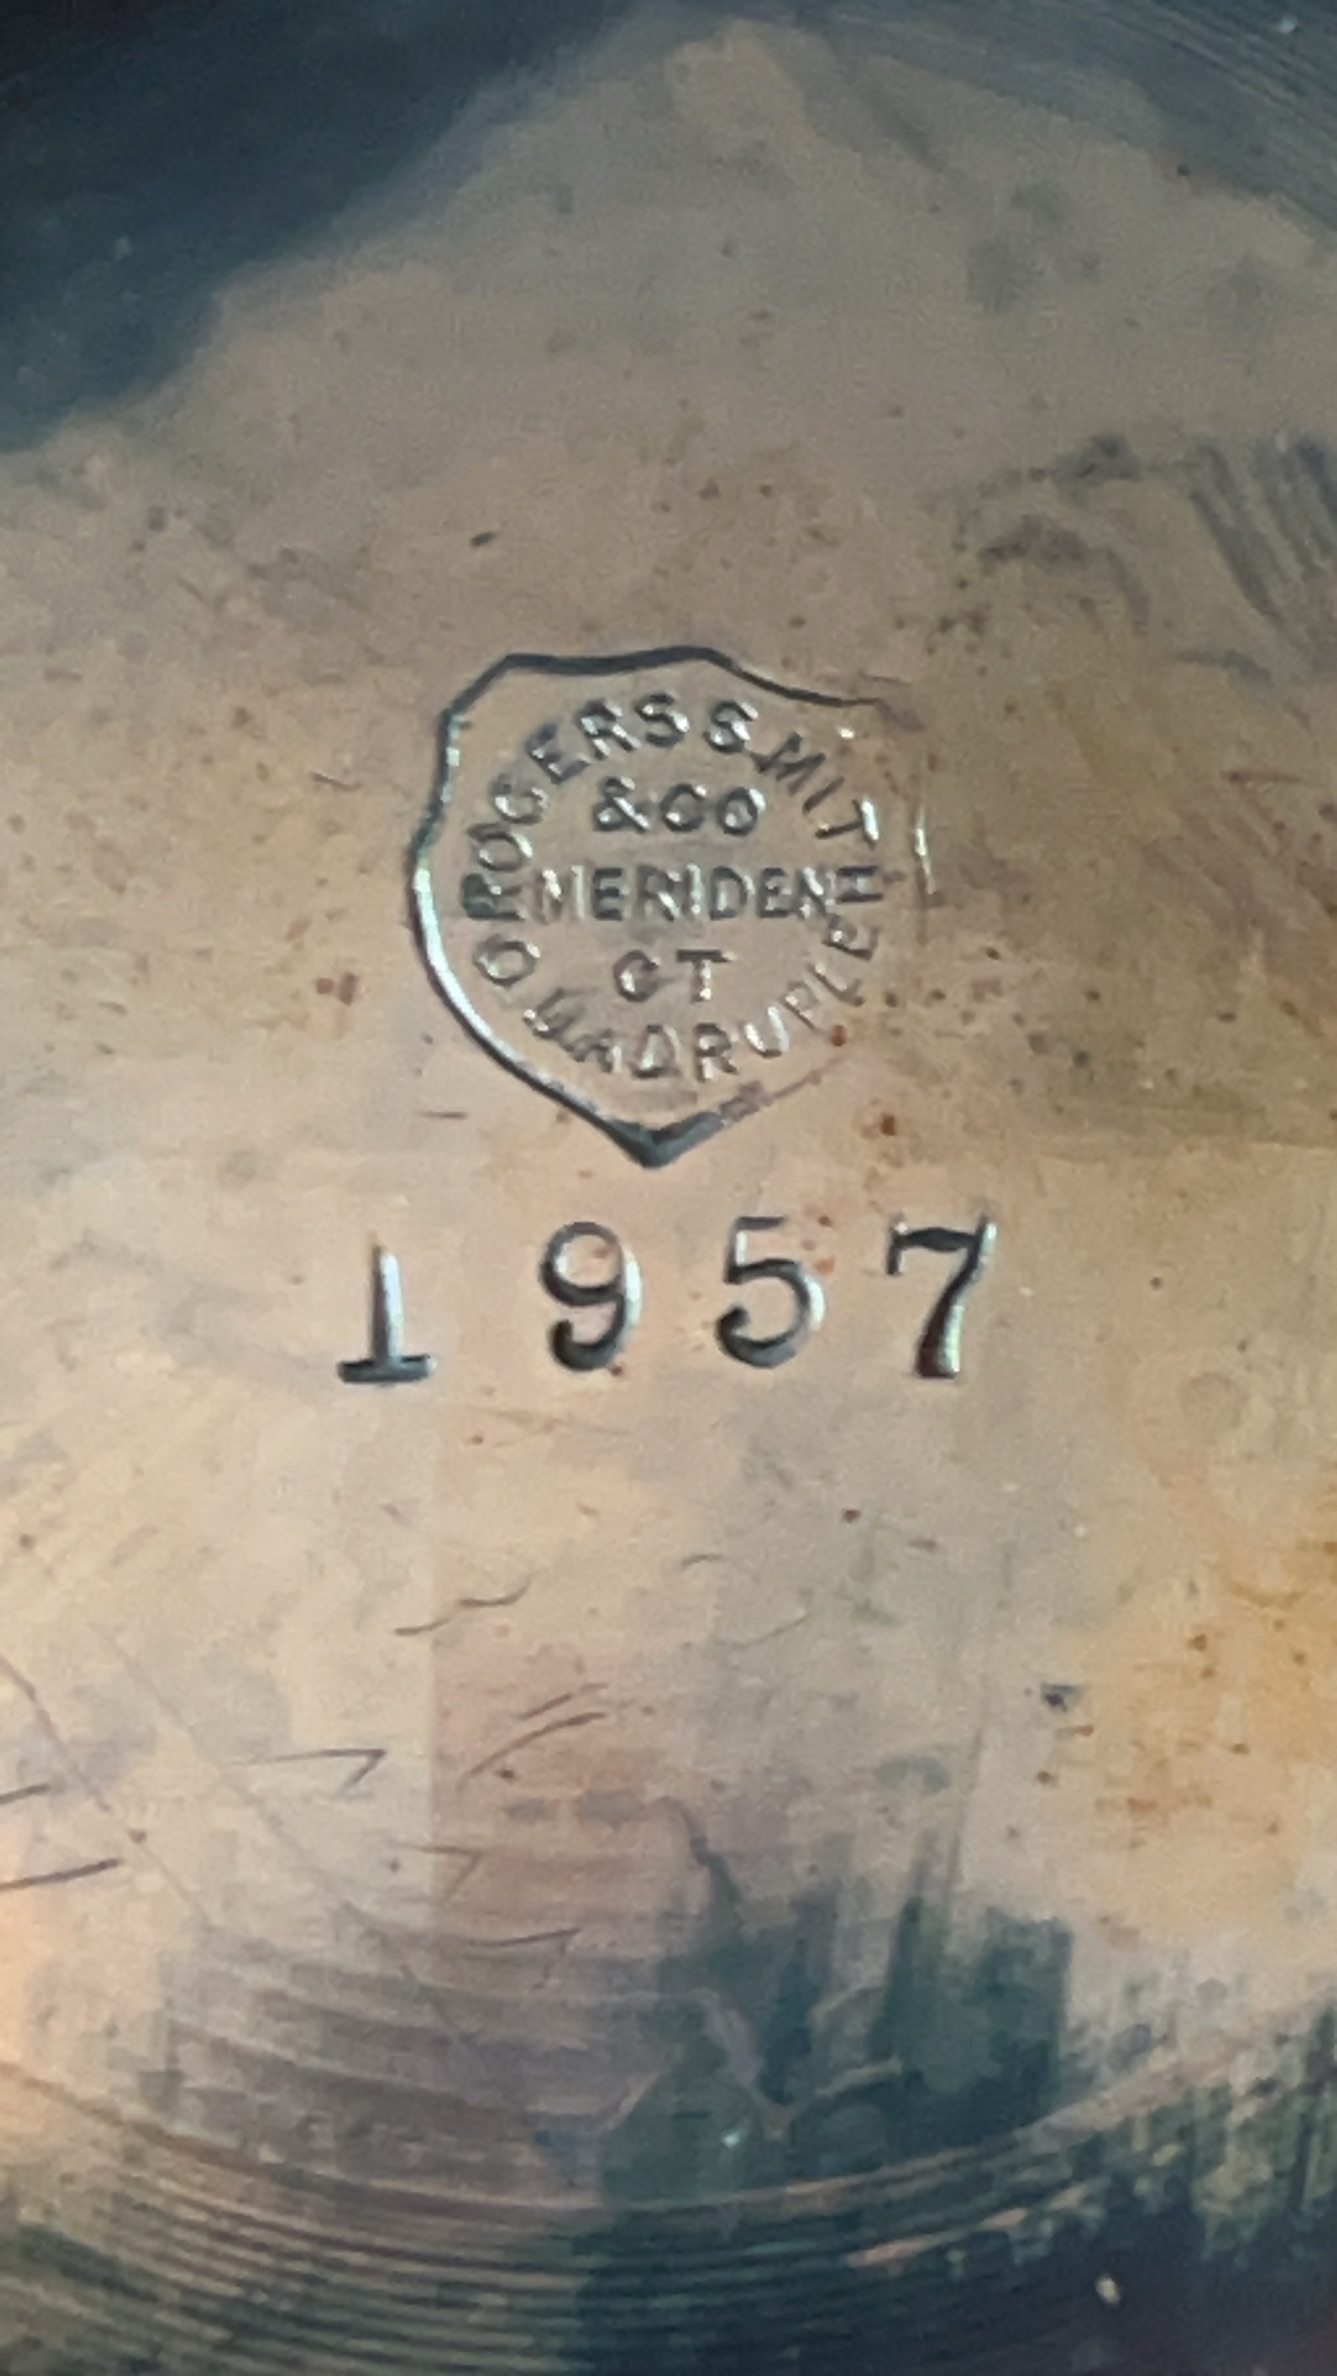 ROGERS SMITH
& CO
MERIDEN
CT
QUADRUPLE
1957